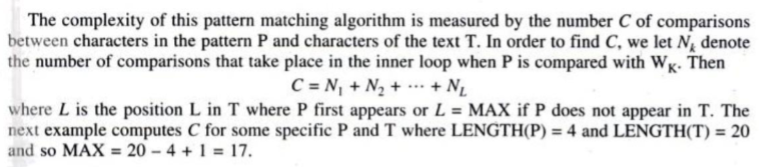 The complexity of this pattern matching algorithm is measured by the number C of comparisons
between characters in the pattern P and characters of the text T. In order to find C, we let Nₖ denote
the number of comparisons that take place in the inner loop when P is compared with W_K. Then
C = N₁ + N₂ + ⋯ + N_L
where L is the position L in T where P first appears or L = MAX if P does not appear in T. The
next example computes C for some specific P and T where LENGTH(P) = 4 and LENGTH(T) = 20
and so MAX = 20 – 4 + 1 = 17.